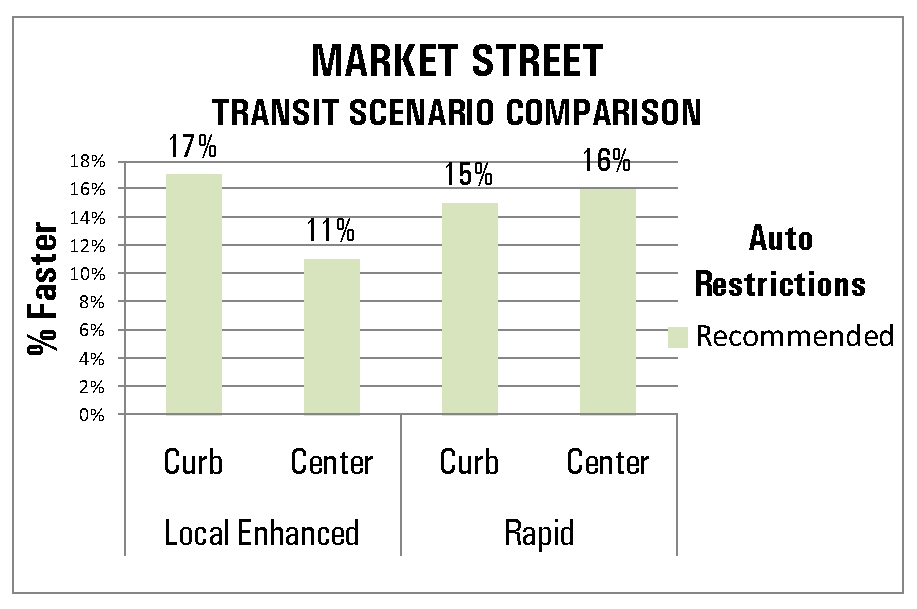 MARKET STREET
TRANSIT SCENARIO COMPARISON
17%
11%
15%
16%
18%
16%
14%
12%
10%
8%
6%
4%
2%
0%
% Faster
Curb
Center
Curb
Center
Local Enhanced
Rapid
Auto
Restrictions
Recommended